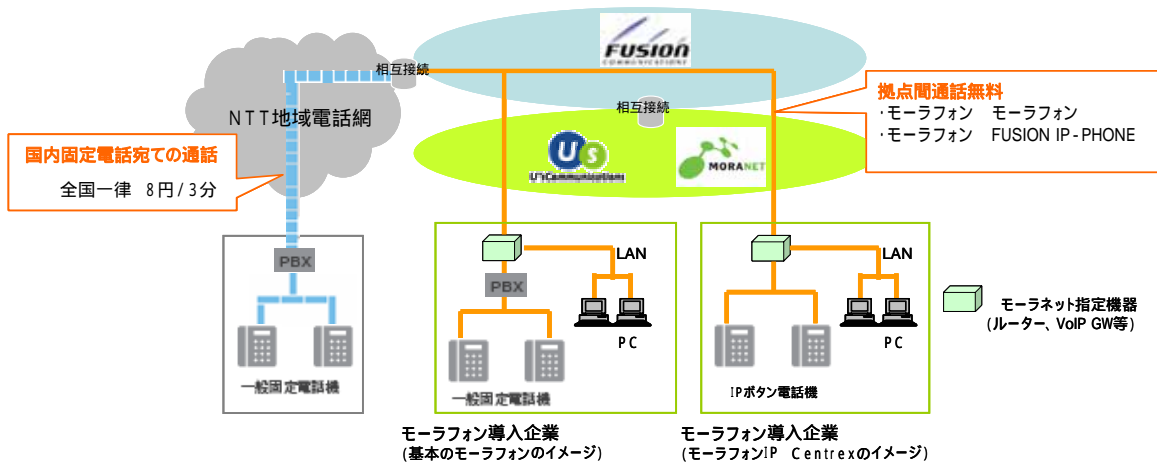 FUSION
COMMUNICATIONS
相互接続
NTT地域電話網
相互接続
拠点間通話無料
・モーラフォン モーラフォン
・モーラフォン FUSION IP-PHONE
国内固定電話宛ての通話
全国一律 8円/3分
US
U'sCommunications
MORANET
PBX
一般固定電話機
LAN
PBX
PC
一般固定電話機
LAN
PC
IPボタン電話機
モーラネット指定機器
(ルーター、VoIP GW等)
モーラフォン導入企業
(基本のモーラフォンのイメージ)
モーラフォン導入企業
(モーラフォンIP Centrexのイメージ)